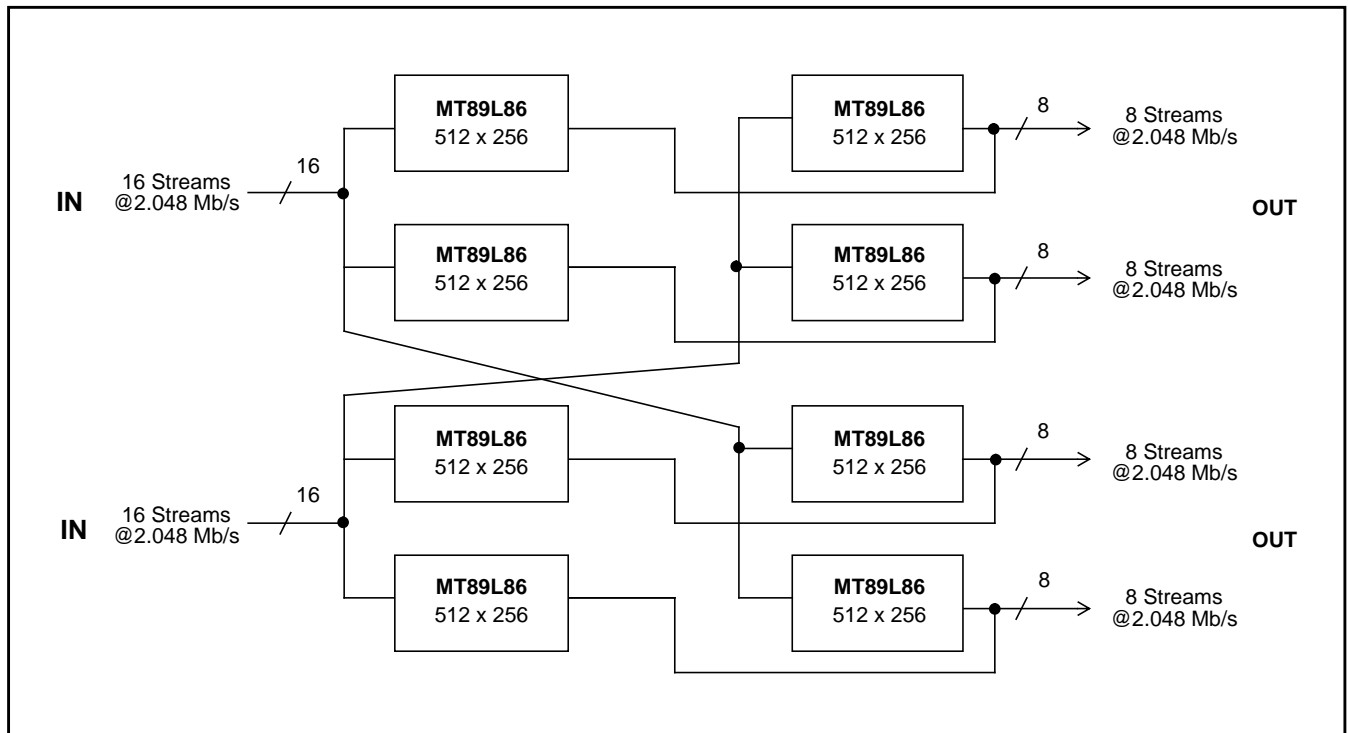 MT89L86
512 x 256
MT89L86
512 x 256
8
8 Streams
@2.048 Mb/s
16
16 Streams
@2.048 Mb/s
IN
OUT
MT89L86
512 x 256
MT89L86
512 x 256
8
8 Streams
@2.048 Mb/s
MT89L86
512 x 256
MT89L86
512 x 256
8
8 Streams
@2.048 Mb/s
16
16 Streams
@2.048 Mb/s
IN
OUT
MT89L86
512 x 256
MT89L86
512 x 256
8
8 Streams
@2.048 Mb/s